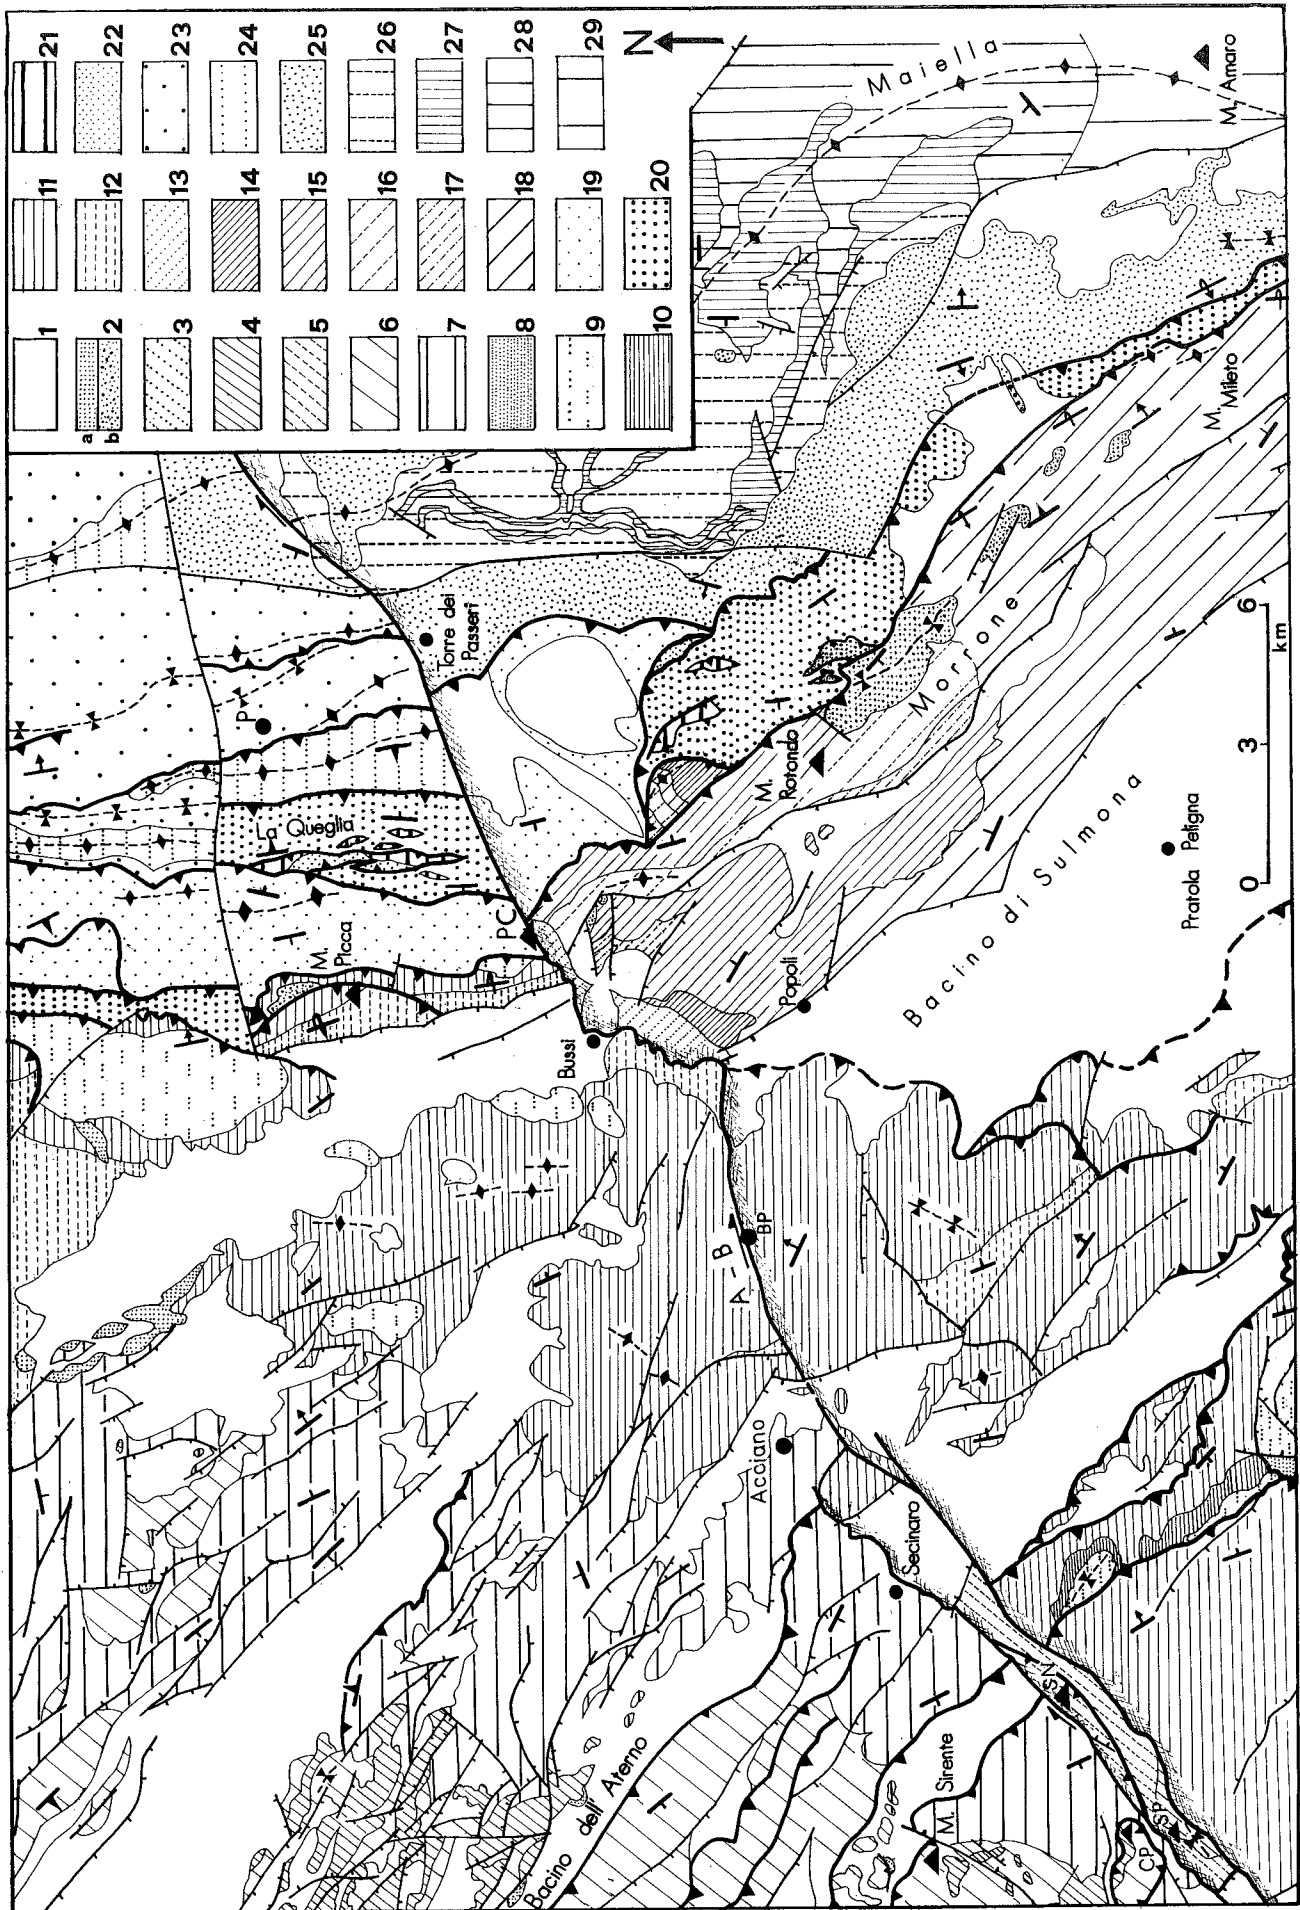 1
a
b
2
3
4
5
6
7
8
9
10
11
12
13
14
15
16
17
18
19
20
21
22
23
24
25
26
27
28
29
N
Maiella
M. Amaro
M. Mileto
Torre dei
Passeri
P
La Queglia
M.
Picca
PC
Bussi
Popoli
M.
Rotondo
Morrone
Bacino di Sulmona
Pratola Peligna
0 3 6
km
A-B
BP
Acciano
Secinaro
SN
SP
CP
M. Sirente
Bacino dell' Aterno